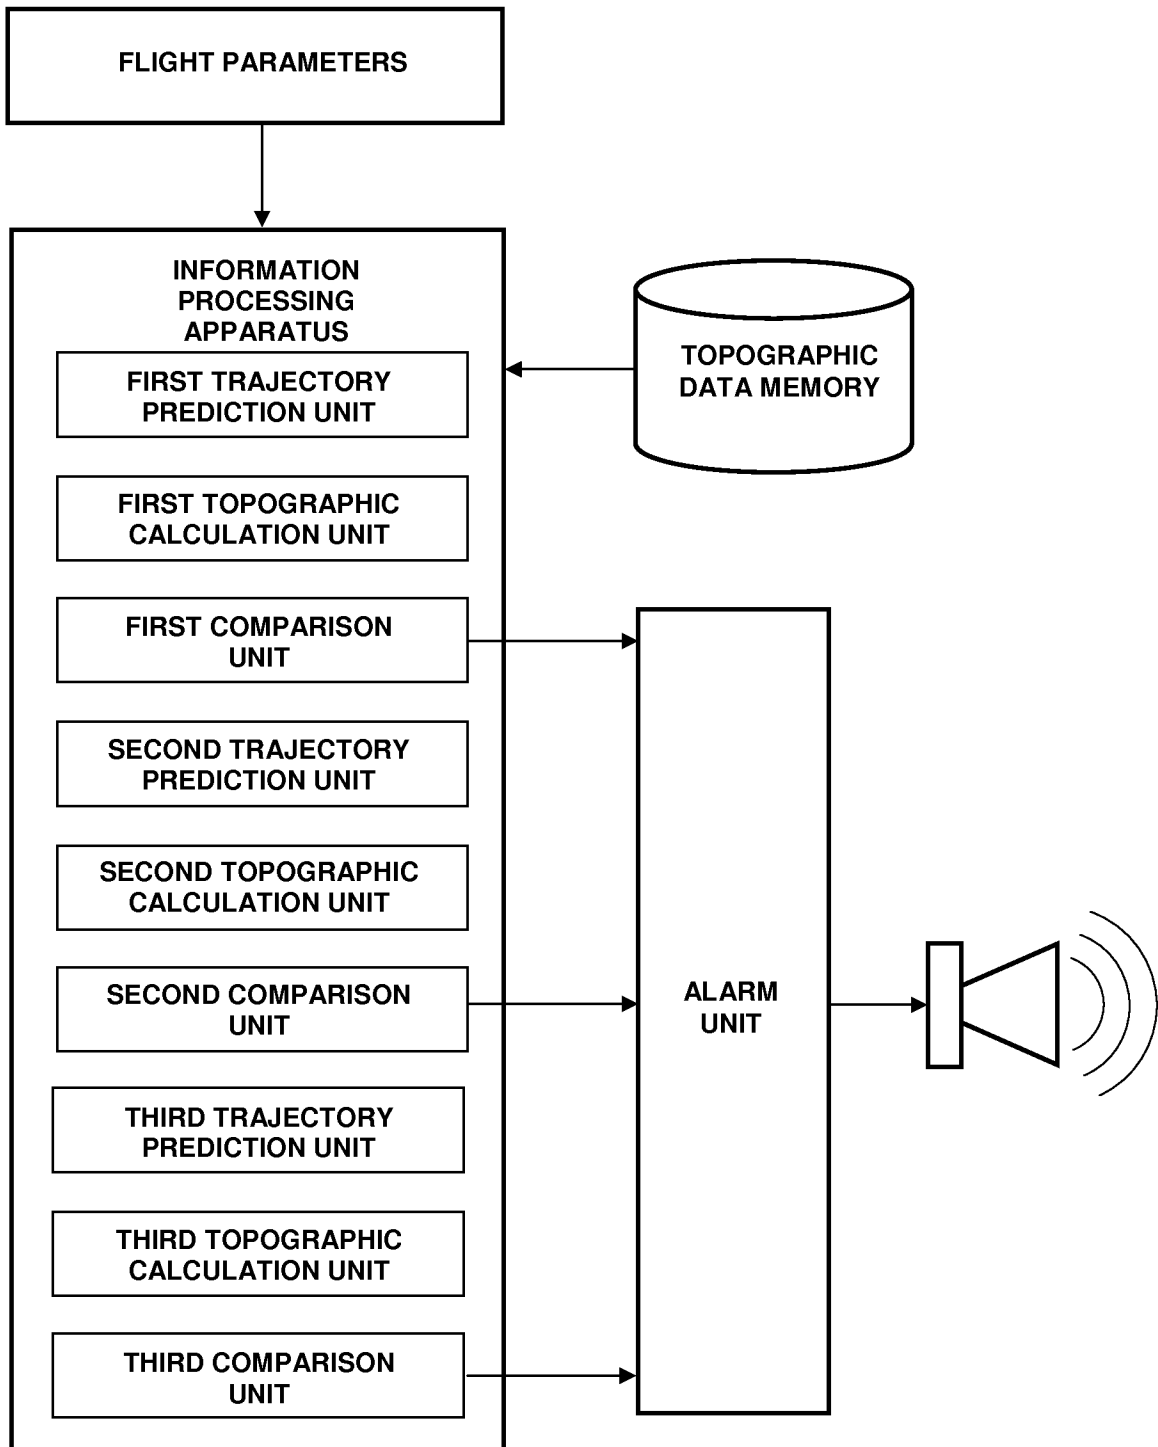 FLIGHT PARAMETERS
INFORMATION
PROCESSING
APPARATUS
FIRST TRAJECTORY
PREDICTION UNIT
TOPOGRAPHIC
DATA MEMORY
FIRST TOPOGRAPHIC
CALCULATION UNIT
FIRST COMPARISON
UNIT
SECOND TRAJECTORY
PREDICTION UNIT
SECOND TOPOGRAPHIC
CALCULATION UNIT
SECOND COMPARISON
UNIT
ALARM
UNIT
THIRD TRAJECTORY
PREDICTION UNIT
THIRD TOPOGRAPHIC
CALCULATION UNIT
THIRD COMPARISON
UNIT